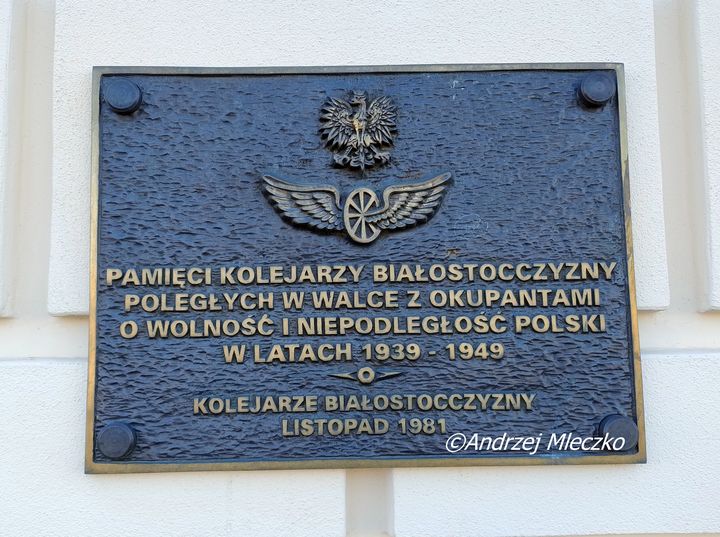 PAMIĘCI KOLEJARZY BIAŁOSTOCCZYZNY
POLEGŁYCH W WALCE Z OKUPANTAMI
O WOLNOŚĆ I NIEPODLEGŁOŚĆ POLSKI
W LATACH 1939 - 1949
KOLEJARZE BIAŁOSTOCCZYZNY
LISTOPAD 1981
©Andrzej Mleczko